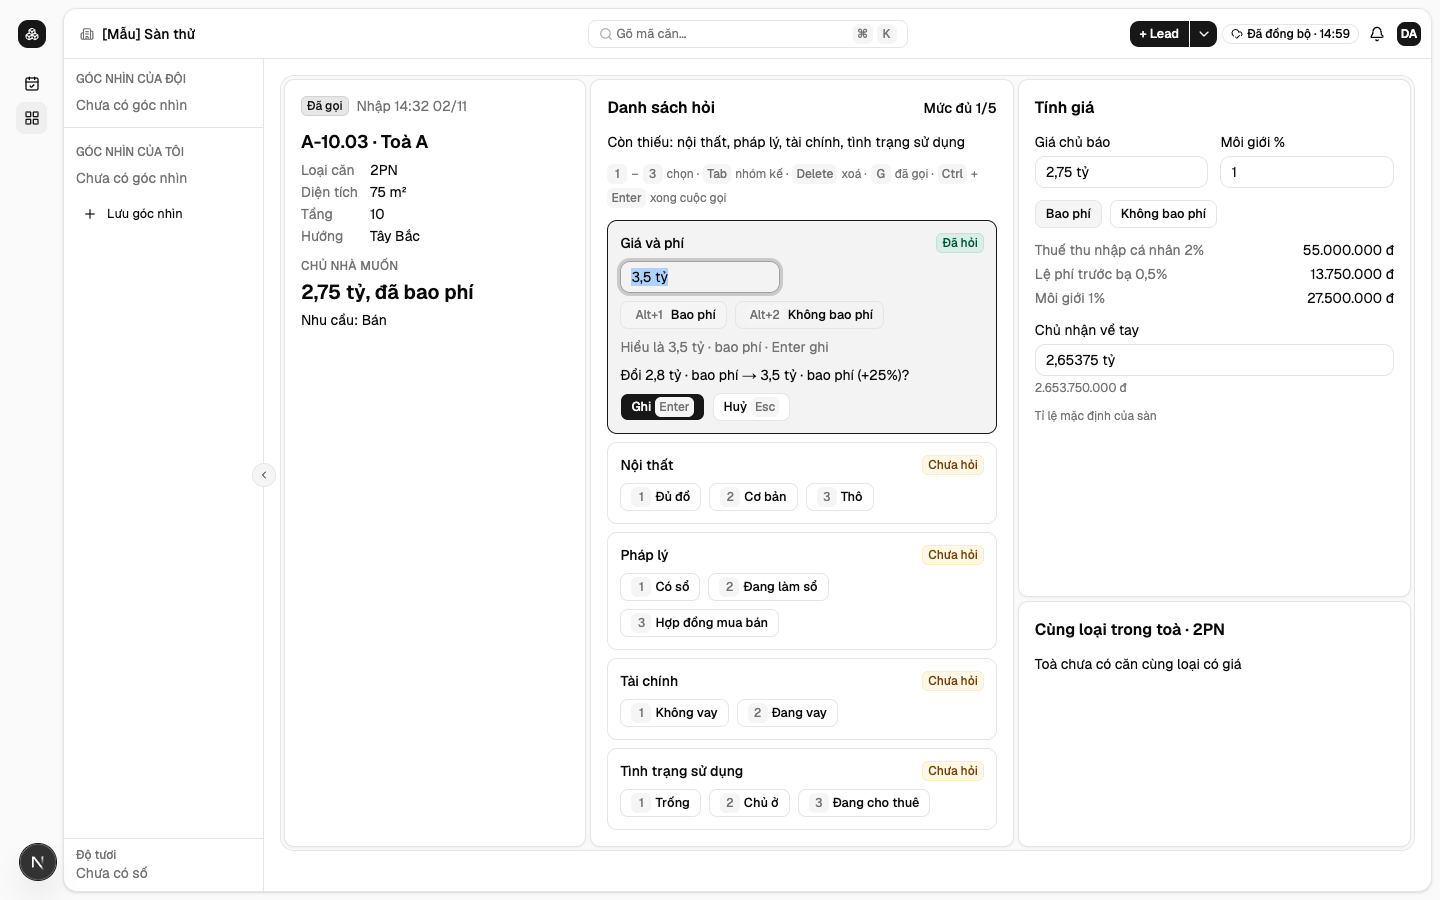 [Mẫu] Sàn thử
Gõ mã căn…
⌘ K
+ Lead
Đã đồng bộ · 14:59
DA
GÓC NHÌN CỦA ĐỘI
Chưa có góc nhìn
GÓC NHÌN CỦA TÔI
Chưa có góc nhìn
+ Lưu góc nhìn
Độ tươi
Chưa có số
N
Đã gọi Nhập 14:32 02/11
A-10.03 · Toà A
Loại căn 2PN
Diện tích 75 m²
Tầng 10
Hướng Tây Bắc
CHỦ NHÀ MUỐN
2,75 tỷ, đã bao phí
Nhu cầu: Bán
Danh sách hỏi Mức đủ 1/5
Còn thiếu: nội thất, pháp lý, tài chính, tình trạng sử dụng
1 – 3 chọn · Tab nhóm kế · Delete xoá · G đã gọi · Ctrl +
Enter xong cuộc gọi
Giá và phí Đã hỏi
3,5 tỷ
Alt+1 Bao phí Alt+2 Không bao phí
Hiểu là 3,5 tỷ · bao phí · Enter ghi
Đổi 2,8 tỷ · bao phí → 3,5 tỷ · bao phí (+25%)?
Ghi Enter Huỷ Esc
Nội thất Chưa hỏi
1 Đủ đồ 2 Cơ bản 3 Thô
Pháp lý Chưa hỏi
1 Có sổ 2 Đang làm sổ
3 Hợp đồng mua bán
Tài chính Chưa hỏi
1 Không vay 2 Đang vay
Tình trạng sử dụng Chưa hỏi
1 Trống 2 Chủ ở 3 Đang cho thuê
Tính giá
Giá chủ báo Môi giới %
2,75 tỷ 1
Bao phí Không bao phí
Thuế thu nhập cá nhân 2% 55.000.000 đ
Lệ phí trước bạ 0,5% 13.750.000 đ
Môi giới 1% 27.500.000 đ
Chủ nhận về tay
2,65375 tỷ
2.653.750.000 đ
Tỉ lệ mặc định của sàn
Cùng loại trong toà · 2PN
Toà chưa có căn cùng loại có giá